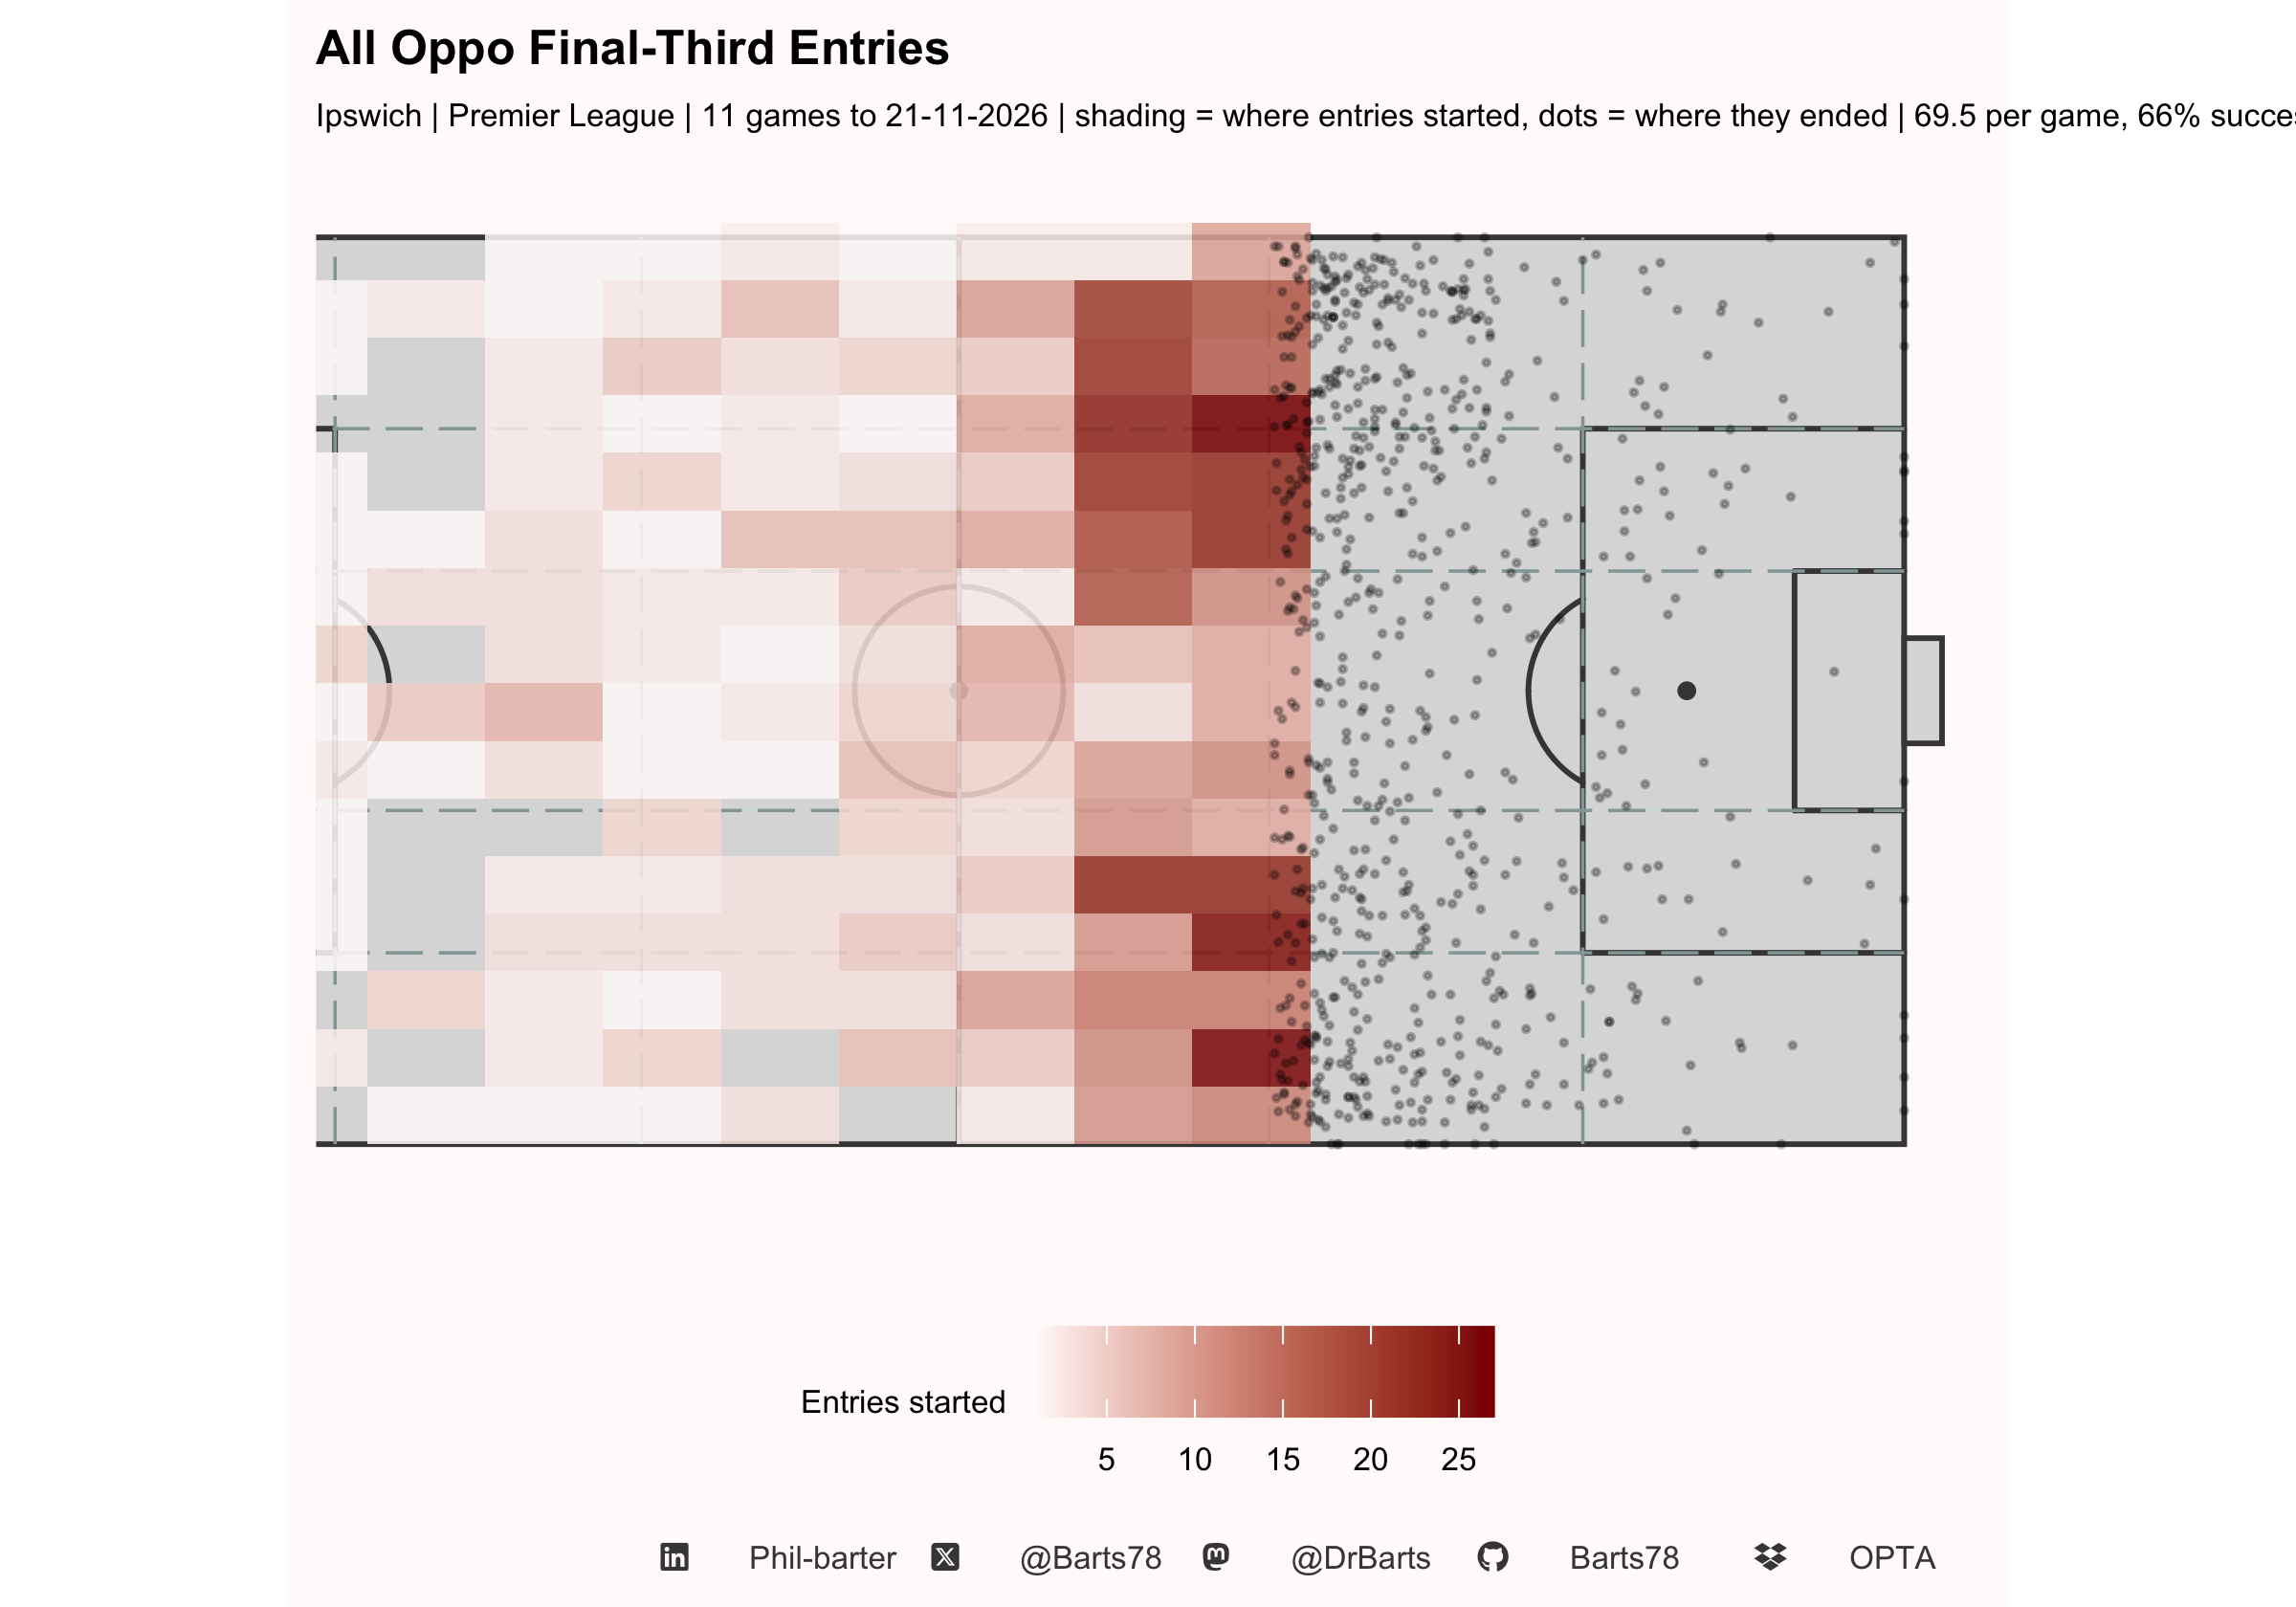 All Oppo Final-Third Entries
Ipswich | Premier League | 11 games to 21-11-2026 | shading = where entries started, dots = where they ended | 69.5 per game, 66%
Entries started
5 10 15 20 25
Phil-barter @Barts78 @DrBarts Barts78 OPTA